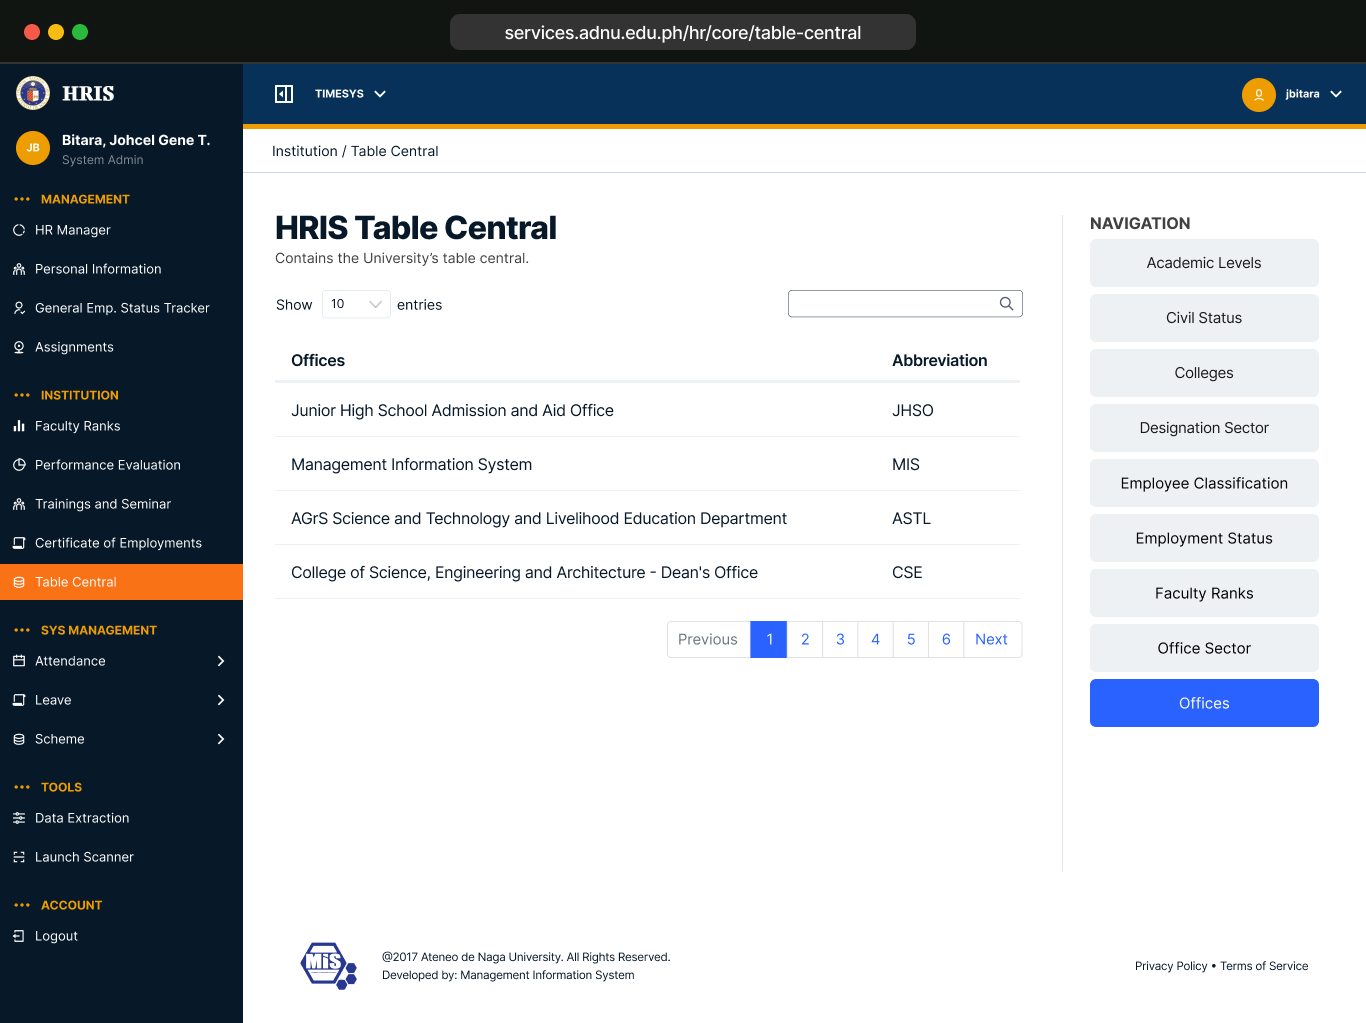 services.adnu.edu.ph/hr/core/table-central
HRIS
JB
Bitara, Johcel Gene T.
System Admin
MANAGEMENT
HR Manager
Personal Information
General Emp. Status Tracker
Assignments
INSTITUTION
Faculty Ranks
Performance Evaluation
Trainings and Seminar
Certificate of Employments
Table Central
SYS MANAGEMENT
Attendance
Leave
Scheme
TOOLS
Data Extraction
Launch Scanner
ACCOUNT
Logout
TIMESYS
jbitara
Institution / Table Central
HRIS Table Central
Contains the University’s table central.
Show 10 entries
Offices Abbreviation
Junior High School Admission and Aid Office JHSO
Management Information System MIS
AGrS Science and Technology and Livelihood Education Department ASTL
College of Science, Engineering and Architecture - Dean's Office CSE
Previous 1 2 3 4 5 6 Next
NAVIGATION
Academic Levels
Civil Status
Colleges
Designation Sector
Employee Classification
Employment Status
Faculty Ranks
Office Sector
Offices
MIS
@2017 Ateneo de Naga University. All Rights Reserved.
Developed by: Management Information System
Privacy Policy • Terms of Service